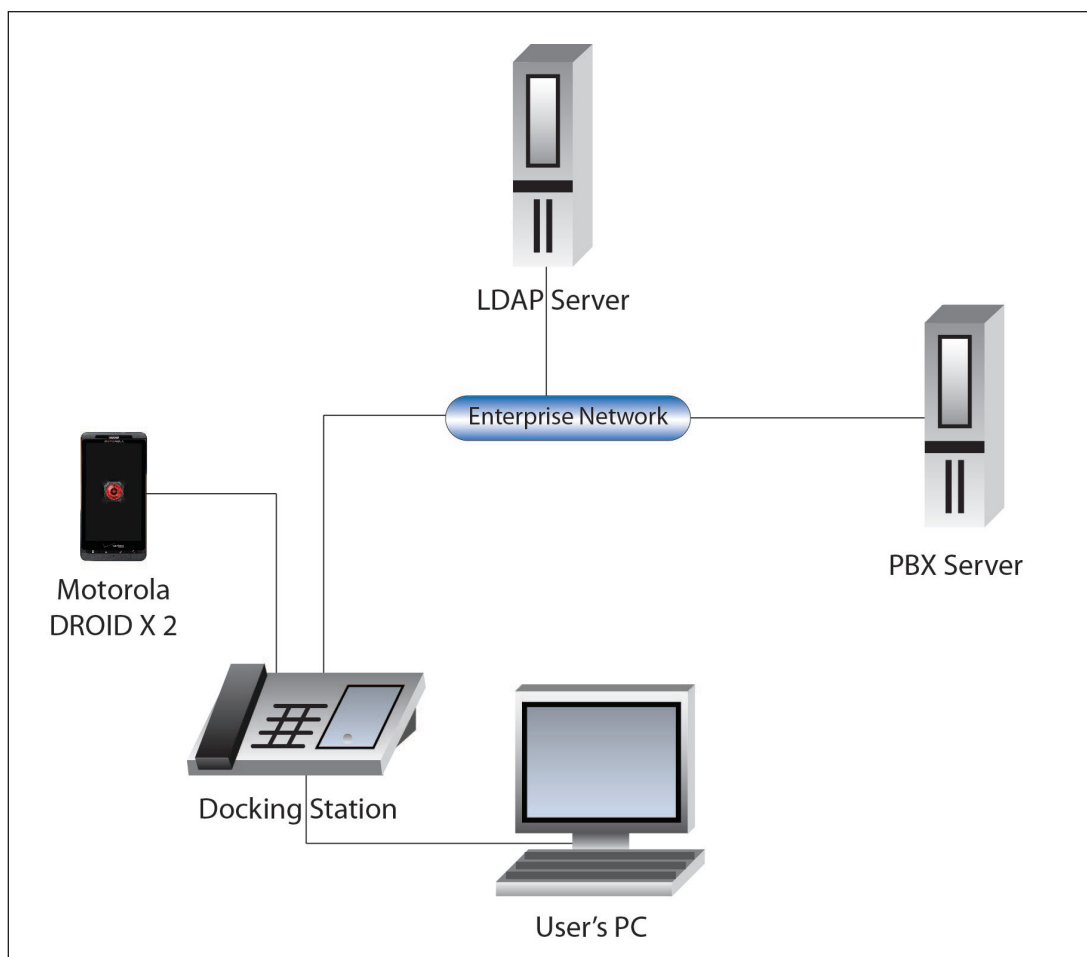 LDAP Server
Enterprise Network
PBX Server
Motorola
DROID X 2
Docking Station
User's PC